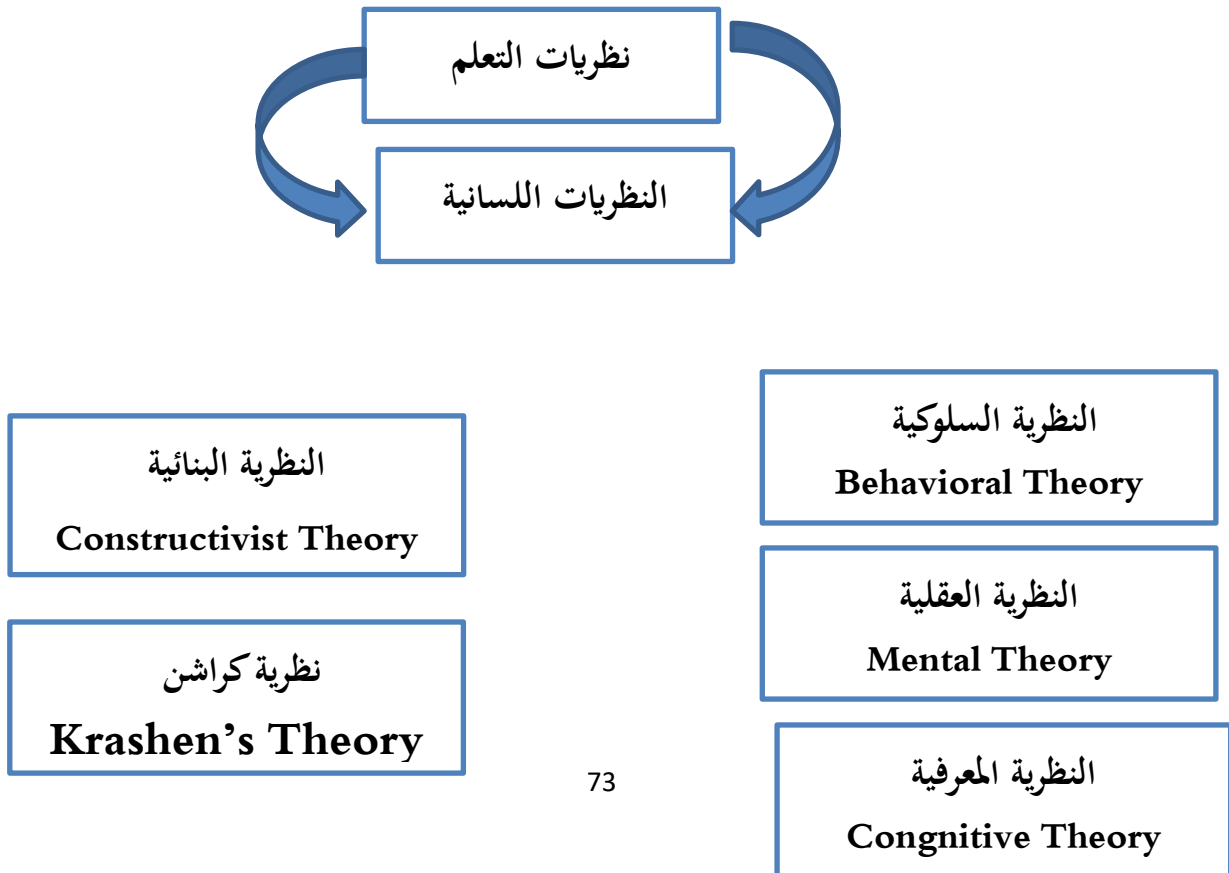 نظريات التعلم
النظريات اللسانية
النظرية السلوكية
Behavioral Theory
النظرية العقلية
Mental Theory
النظرية المعرفية
Congnitive Theory
النظرية البنائية
Constructivist Theory
نظرية كراشن
Krashen’s Theory
73